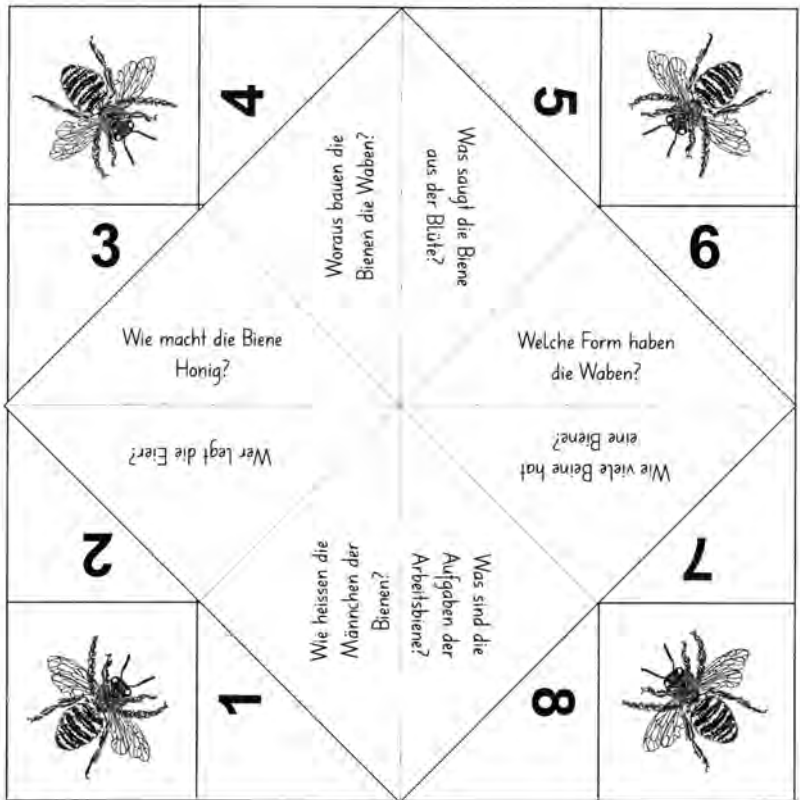 4
5
3
6
Woraus bauen die
Bienen die Waben?
Was saugt die Biene
aus der Blüte?
Wie macht die Biene
Honig?
Welche Form haben
die Waben?
Wer legt die Eier?
Wie viele Beine hat
eine Biene?
2
7
Wie heissen die
Männchen der
Bienen?
Was sind die
Aufgaben der
Arbeitsbiene?
1
8